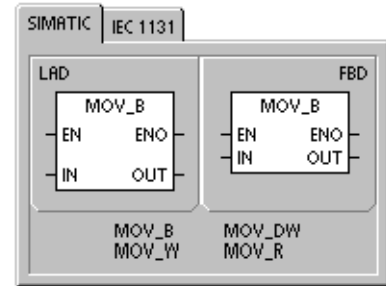 SIMATIC IEC 1131
LAD FBD
MOV_B MOV_B
EN ENO EN ENO
IN OUT IN OUT
MOV_B MOV_DW
MOV_W MOV_R